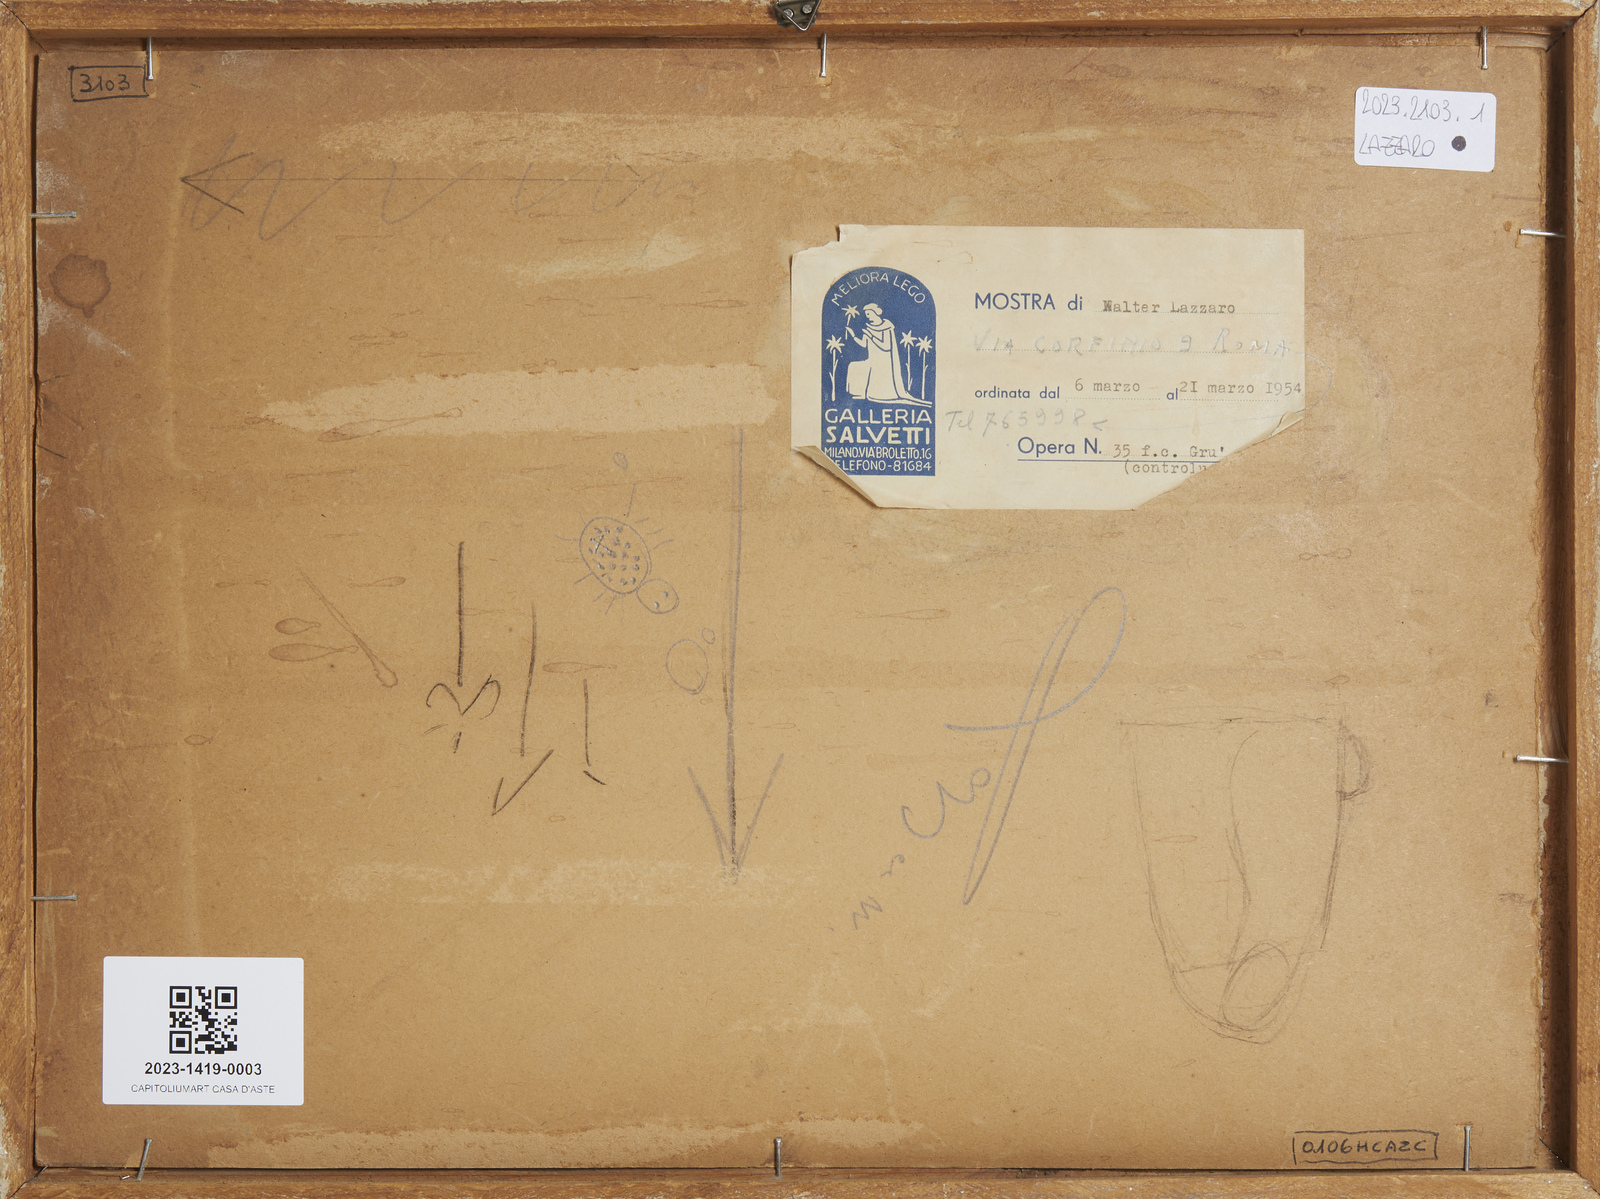 3103
2023.2103.1
LAZZARO
MELIORA LEGO
GALLERIA
SALVETTI
MILANO.VIA BROLETTO.16
ELEFONO-81684
MOSTRA di Walter Lazzaro
VIA CORFINIO 9 ROMA
ordinata dal 6 marzo al 21 marzo 1954
Tel 763998
Opera N. 35 f.c. Gru'
(controlu
2023-1419-0003
CAPITOLIUMART CASA D'ASTE
0106HCAZC